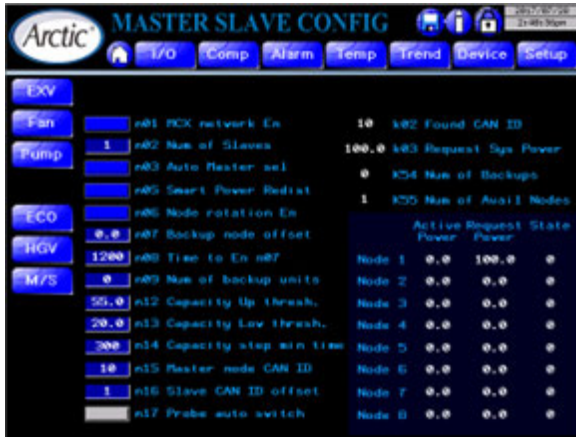 Arctic
MASTER SLAVE CONFIG
2017/05/20
2:48:36pm
I/O Comp Alarm Temp Trend Device Setup
EXV
Fan
Pump
ECO
HGV
M/S
n01 MCX network En
1 n02 Num of Slaves
n03 Auto Master sel
n05 Smart Power Redist
n06 Node rotation En
0.0 n07 Backup node offset
1200 n08 Time to En n07
0 n09 Num of backup units
55.0 n12 Capacity Up thresh.
20.0 n13 Capacity Low thresh.
300 n14 Capacity step min time
10 n15 Master node CAN ID
1 n16 Slave CAN ID offset
n17 Probe auto switch
10 k02 Found CAN ID
100.0 k03 Request Sys Power
0 K54 Num of Backups
1 K55 Num of Avail Nodes
Active Power Request Power State
Node 1 0.0 100.0 0
Node 2 0.0 0.0 0
Node 3 0.0 0.0 0
Node 4 0.0 0.0 0
Node 5 0.0 0.0 0
Node 6 0.0 0.0 0
Node 7 0.0 0.0 0
Node 8 0.0 0.0 0